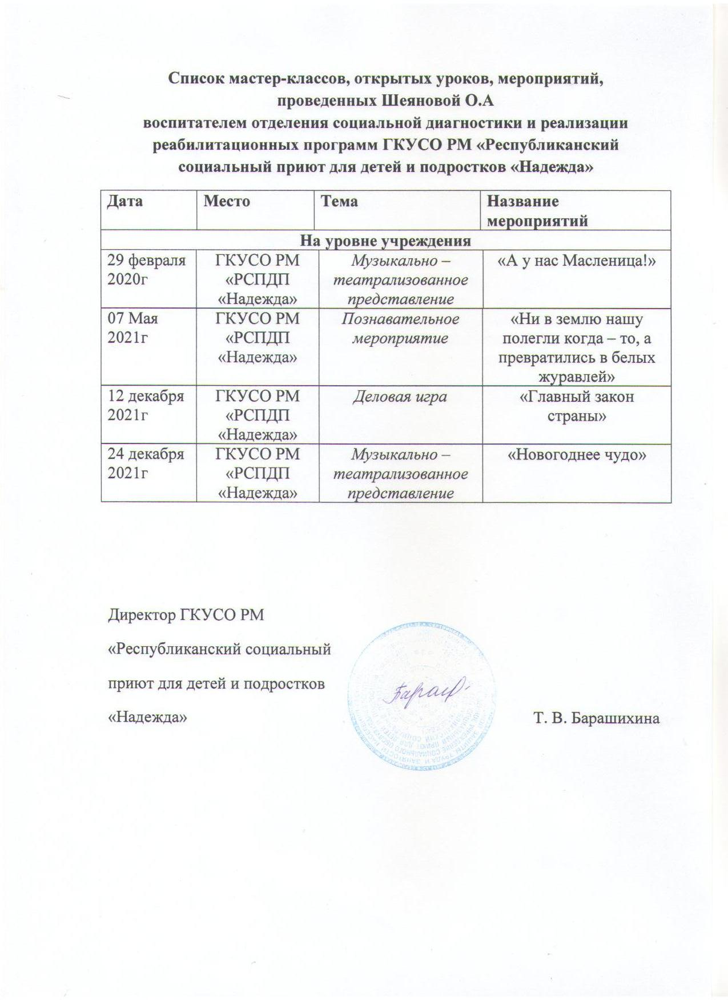 Список мастер-классов, открытых уроков, мероприятий,
проведенных Шеяновой О.А
воспитателем отделения социальной диагностики и реализации
реабилитационных программ ГКУСО РМ «Республиканский
социальный приют для детей и подростков «Надежда»
Дата Место Тема Название
мероприятий
На уровне учреждения
29 февраля ГКУСО РМ Музыкально – «А у нас Масленица!»
2020г «РСПДП театрализованное
«Надежда» представление
07 Мая ГКУСО РМ Познавательное «Ни в землю нашу
2021г «РСПДП мероприятие полегли когда – то, а
«Надежда» превратились в белых
журавлей»
12 декабря ГКУСО РМ Деловая игра «Главный закон
2021г «РСПДП страны»
«Надежда»
24 декабря ГКУСО РМ Музыкально – «Новогоднее чудо»
2021г «РСПДП театрализованное
«Надежда» представление
Директор ГКУСО РМ
«Республиканский социальный
приют для детей и подростков
«Надежда» Т. В. Барашихина